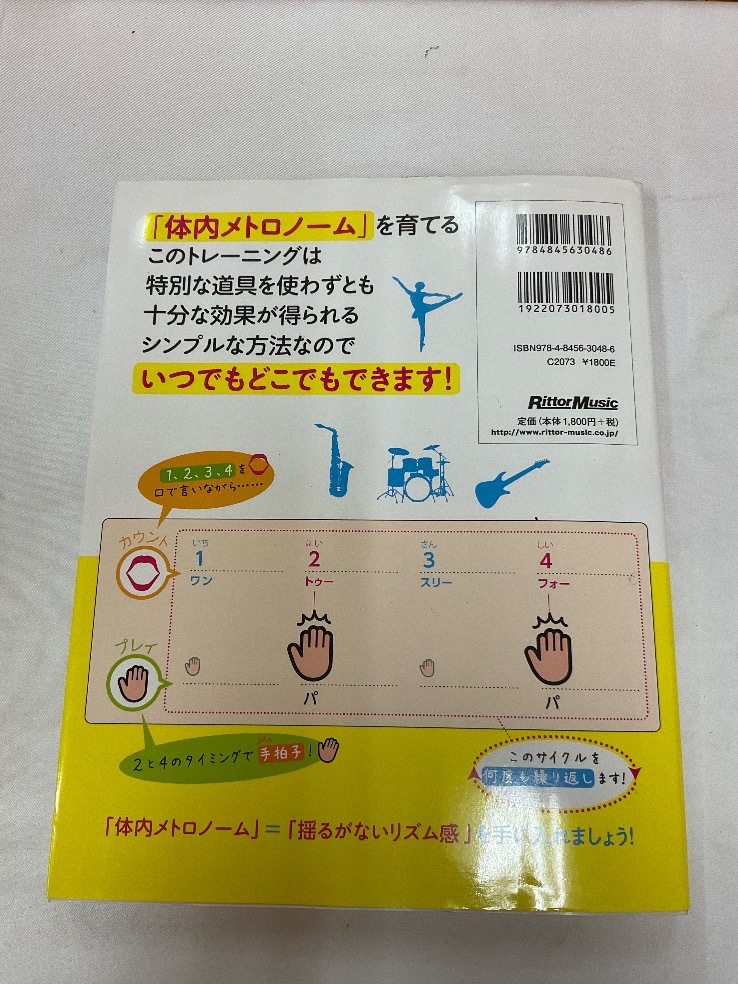 「体内メトロノーム」を育てる
このトレーニングは
特別な道具を使わずとも
十分な効果が得られる
シンプルな方法なので
いつでもどこでもできます!
9784845630486
1922073018005
ISBN978-4-8456-3048-6
C2073 ¥1800E
RittorMusic
定価(本体1,800円+税)
http://www.rittor-music.co.jp/
1、2、3、4を
口で言いながら……
カウント
いち にい さん しい
1 2 3 4
ワン トゥー スリー フォー
プレイ
パ パ
2と4のタイミングで手拍子!
このサイクルを
何度も繰り返します!
「体内メトロノーム」=「揺るがないリズム感」を手に入れましょう!